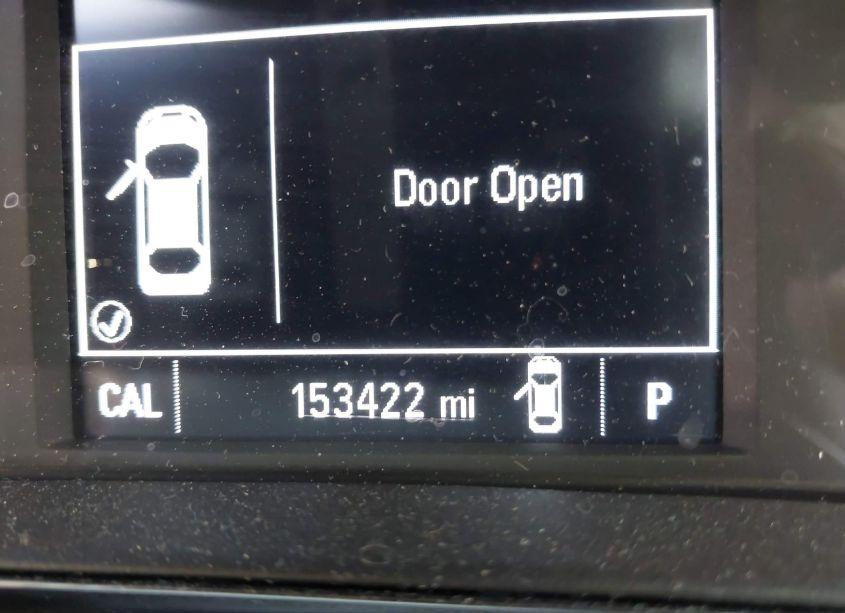 Door Open
CAL 153422 mi P